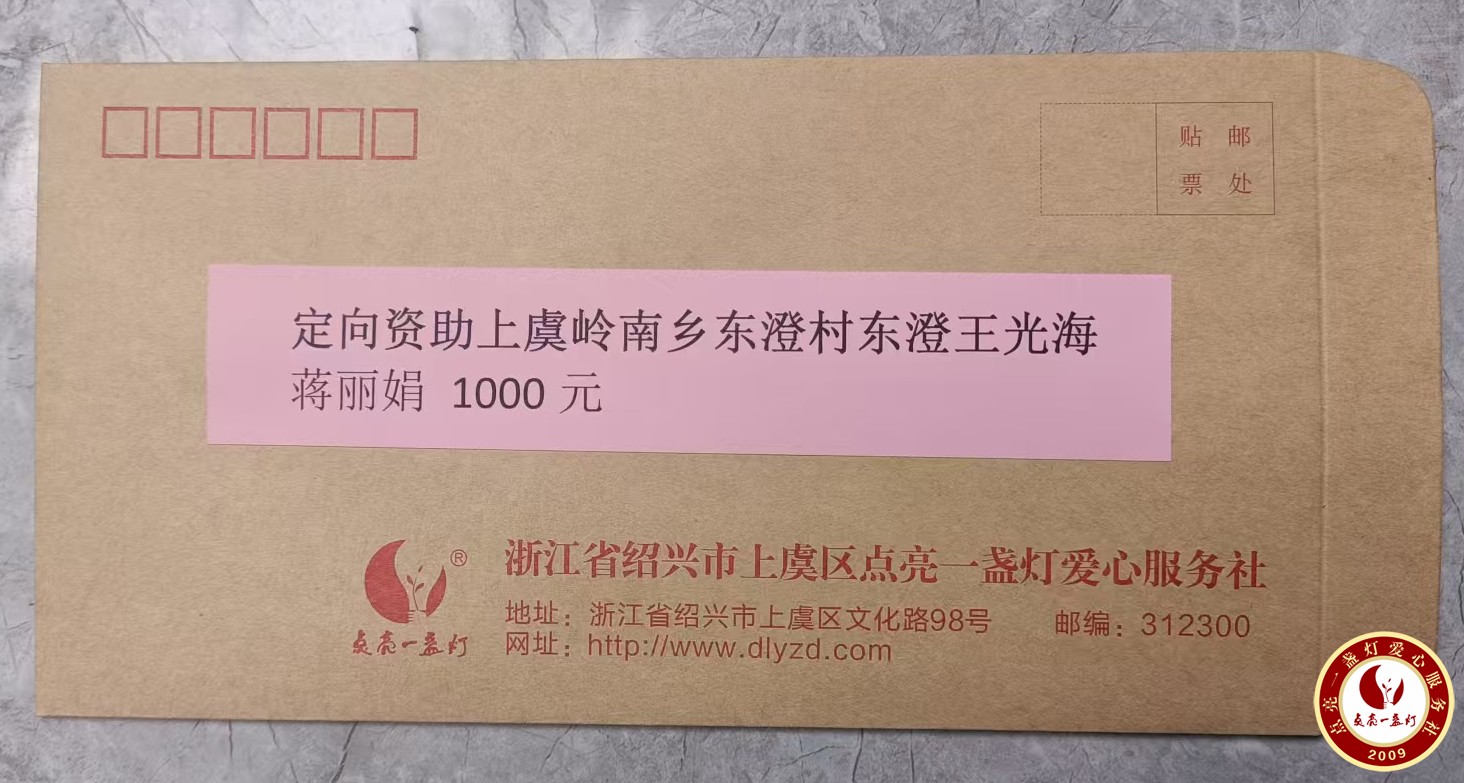 贴 邮
票 处
定向资助上虞岭南乡东澄村东澄王光海
蒋丽娟 1000 元
®
点亮一盏灯
浙江省绍兴市上虞区点亮一盏灯爱心服务社
地址：浙江省绍兴市上虞区文化路98号 邮编：312300
网址：http://www.dlyzd.com
点亮一盏灯爱心服务社
点亮一盏灯
2009